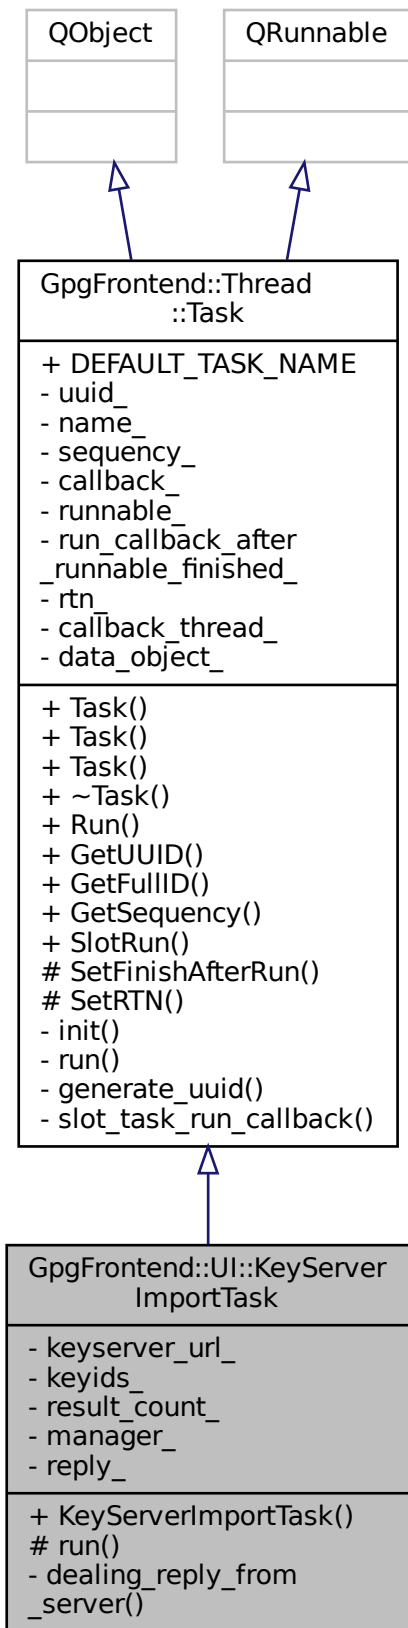 QObject
QRunnable
GpgFrontend::Thread
::Task
+ DEFAULT_TASK_NAME
- uuid_
- name_
- sequency_
- callback_
- runnable_
- run_callback_after
_runnable_finished_
- rtn_
- callback_thread_
- data_object_
+ Task()
+ Task()
+ Task()
+ ~Task()
+ Run()
+ GetUUID()
+ GetFullID()
+ GetSequency()
+ SlotRun()
# SetFinishAfterRun()
# SetRTN()
- init()
- run()
- generate_uuid()
- slot_task_run_callback()
GpgFrontend::UI::KeyServer
ImportTask
- keyserver_url_
- keyids_
- result_count_
- manager_
- reply_
+ KeyServerImportTask()
# run()
- dealing_reply_from
_server()